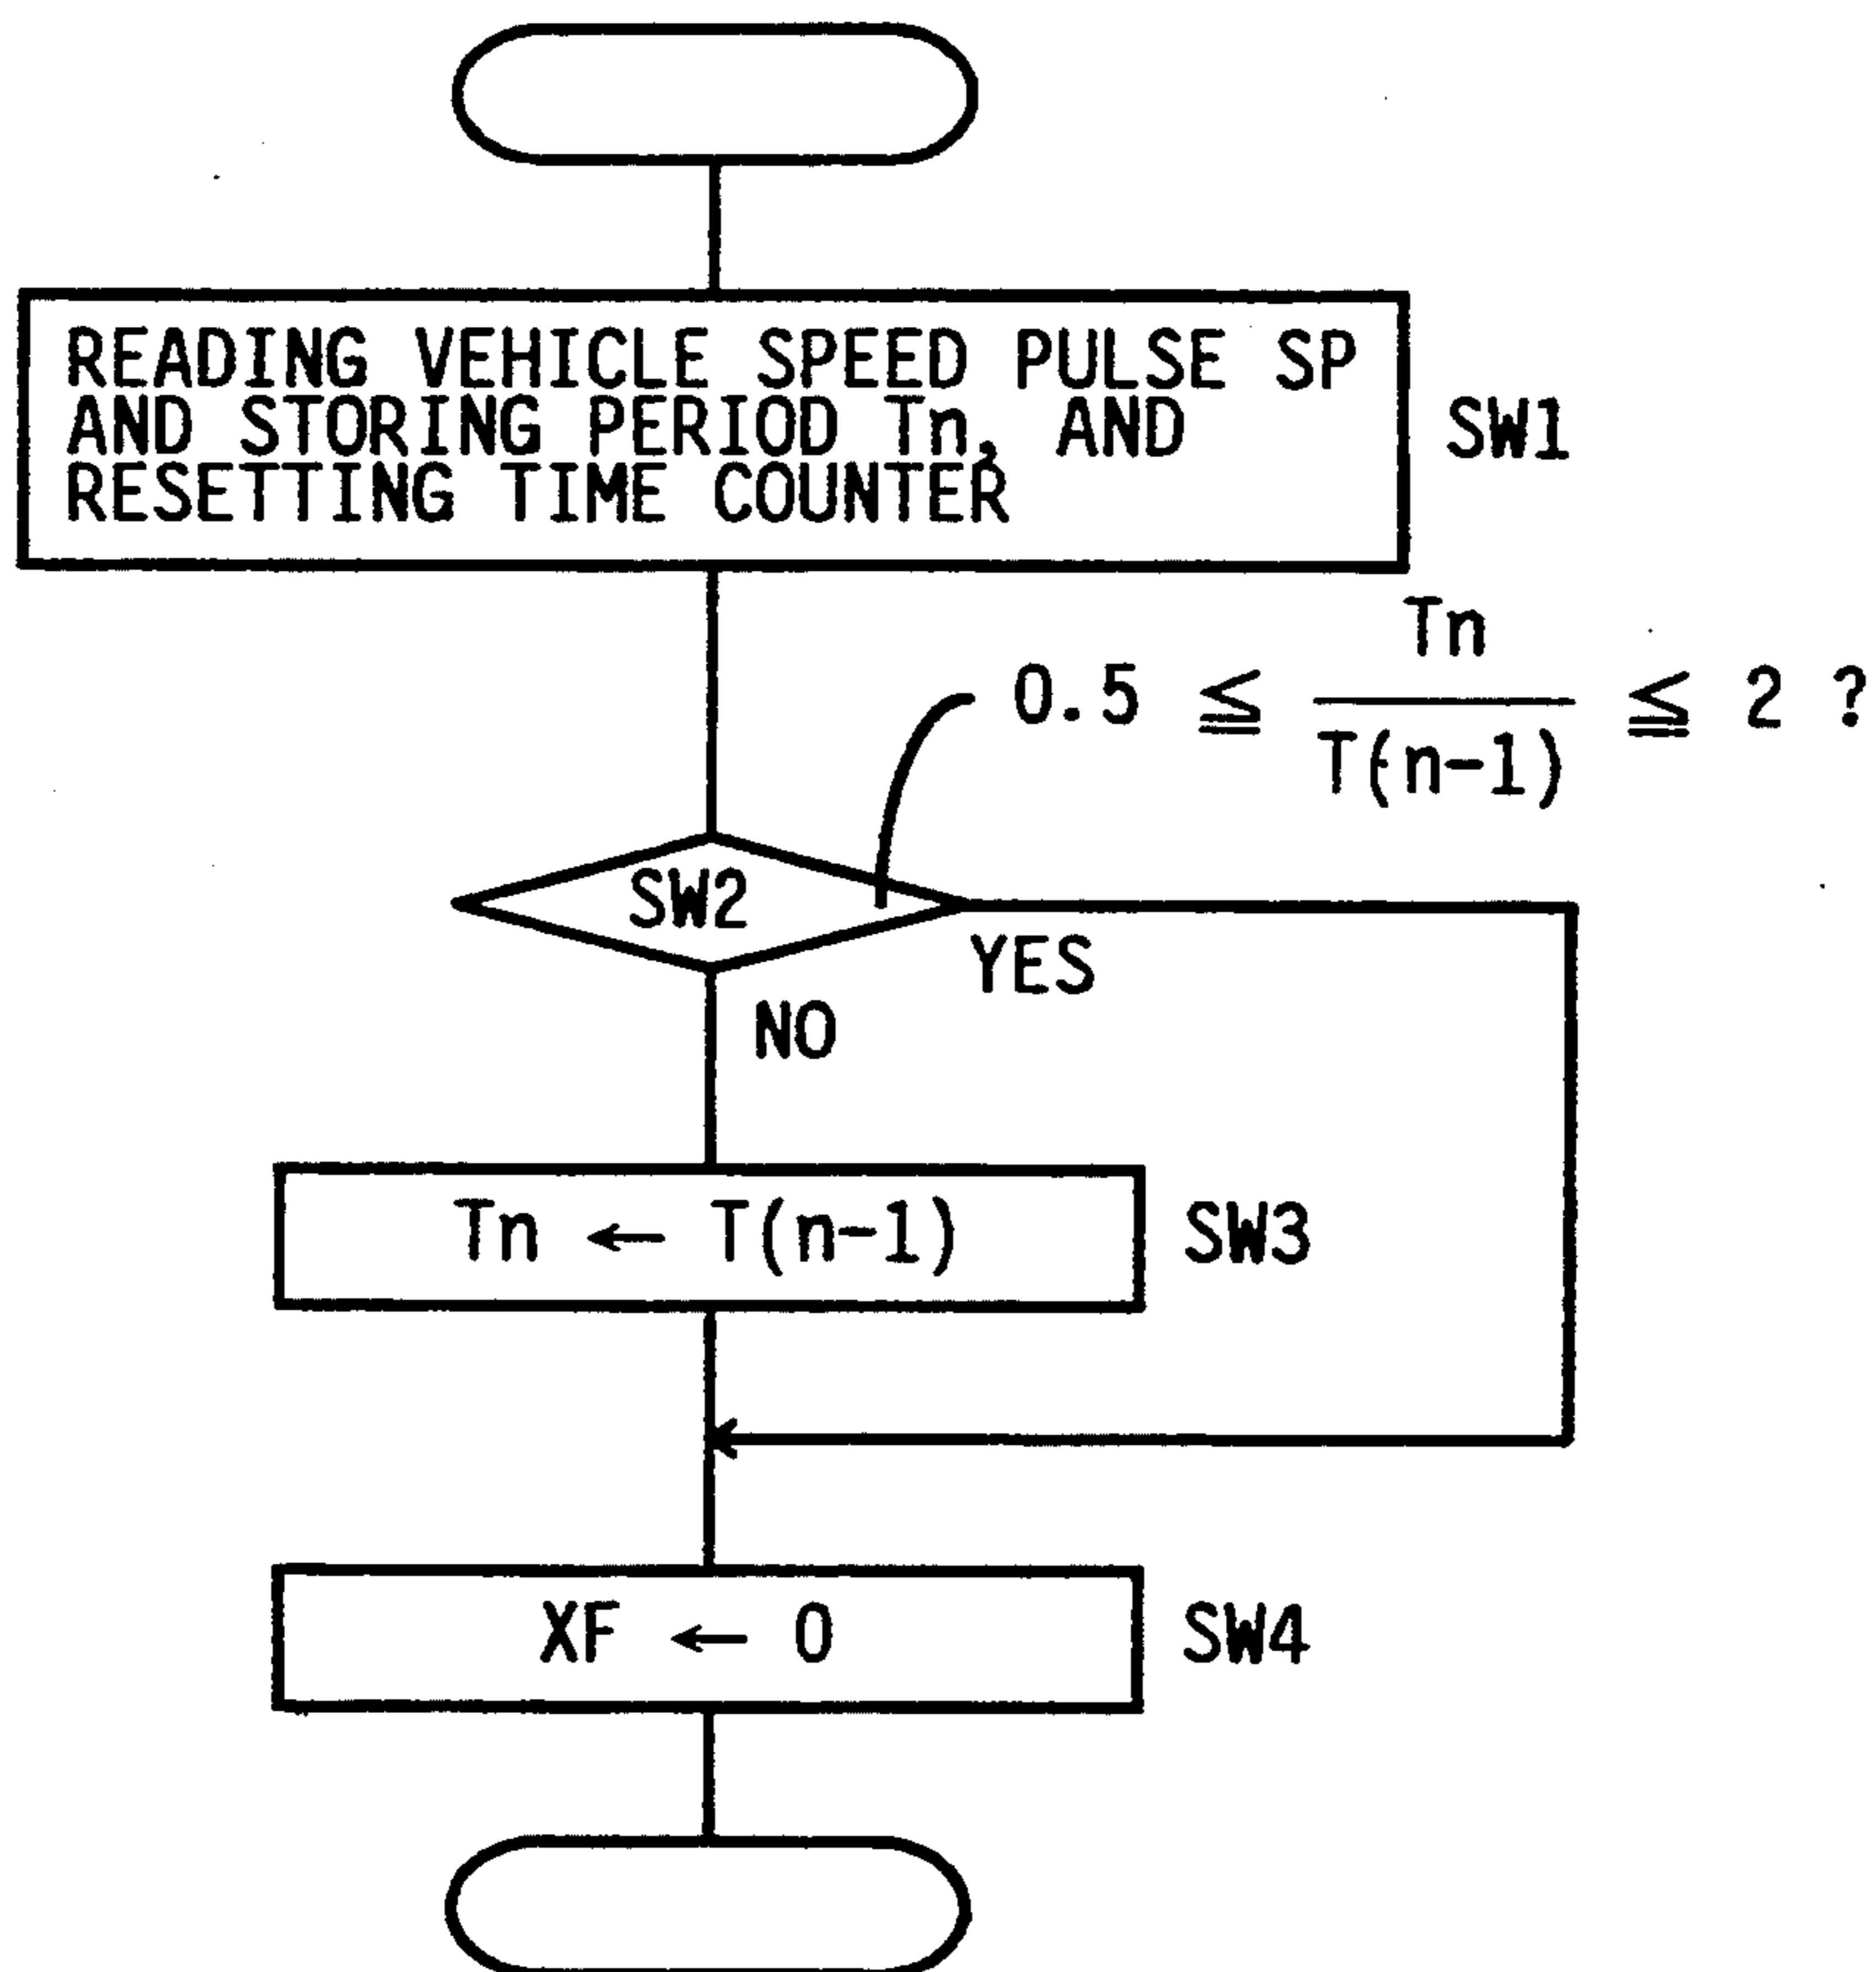 READING VEHICLE SPEED PULSE SP
AND STORING PERIOD Tn, AND
RESETTING TIME COUNTER
SW1
0.5 ≦ Tn / T(n-1) ≦ 2 ?
SW2
YES
NO
Tn ← T(n-1)
SW3
XF ← 0
SW4